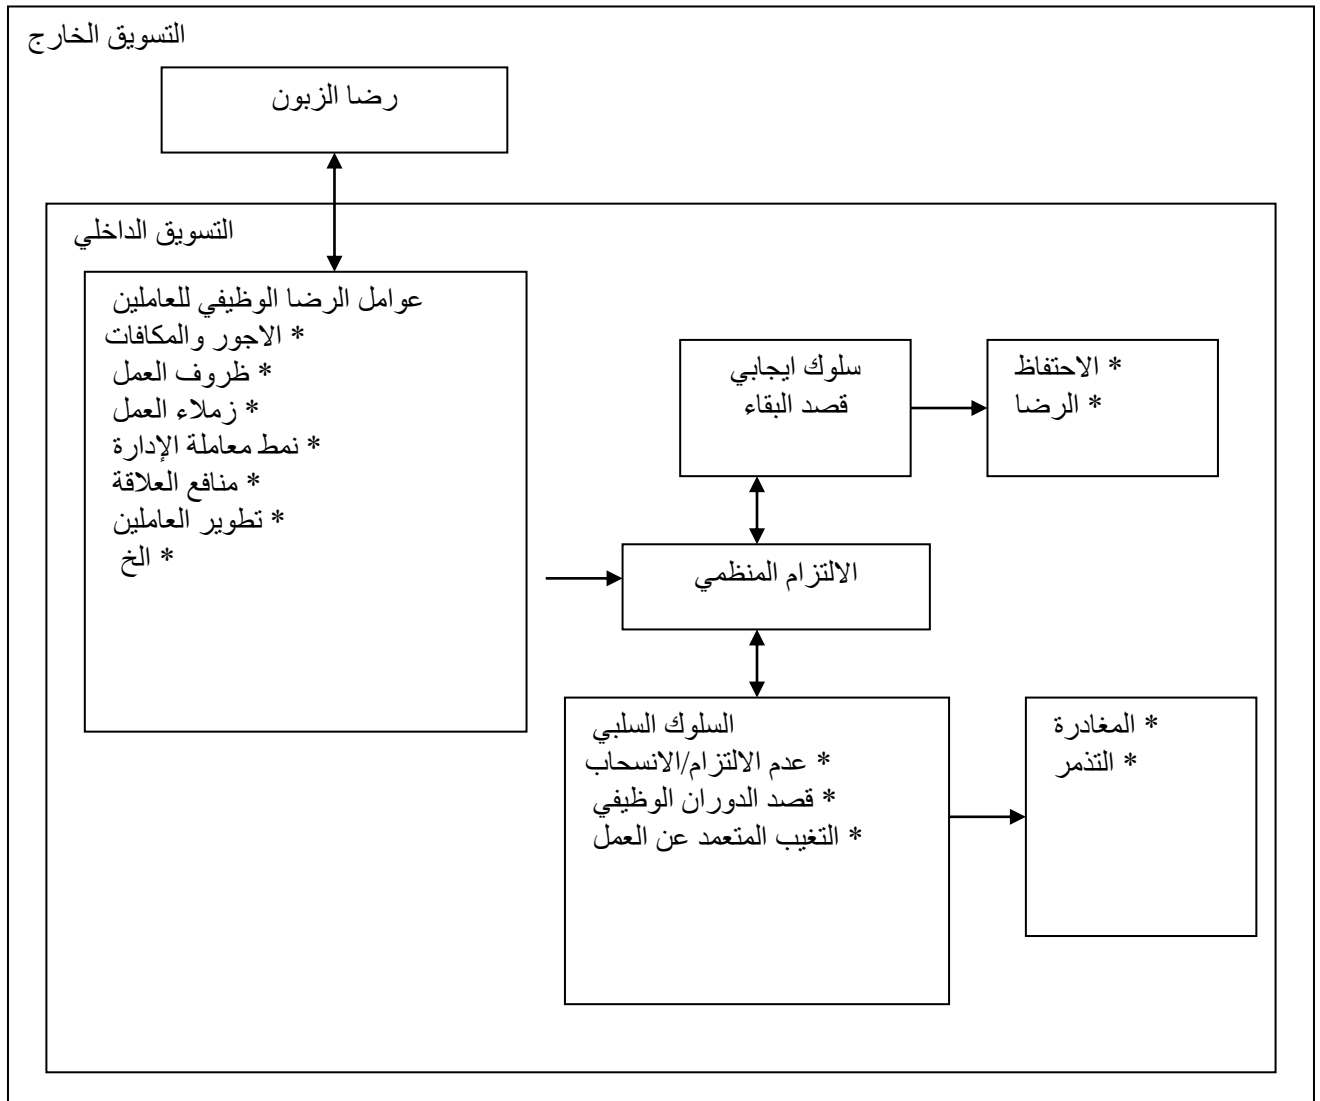 التسويق الخارج
رضا الزبون
التسويق الداخلي
عوامل الرضا الوظيفي للعاملين
* الاجور والمكافات
* ظروف العمل
* زملاء العمل
* نمط معاملة الإدارة
* منافع العلاقة
* تطوير العاملين
* الخ
سلوك ايجابي
قصد البقاء
* الاحتفاظ
* الرضا
الالتزام المنظمي
السلوك السلبي
* عدم الالتزام/الانسحاب
* قصد الدوران الوظيفي
* التغيب المتعمد عن العمل
* المغادرة
* التذمر